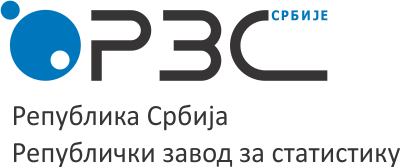 РЗС СРБИЈЕ
Република Србија
Републички завод за статистику